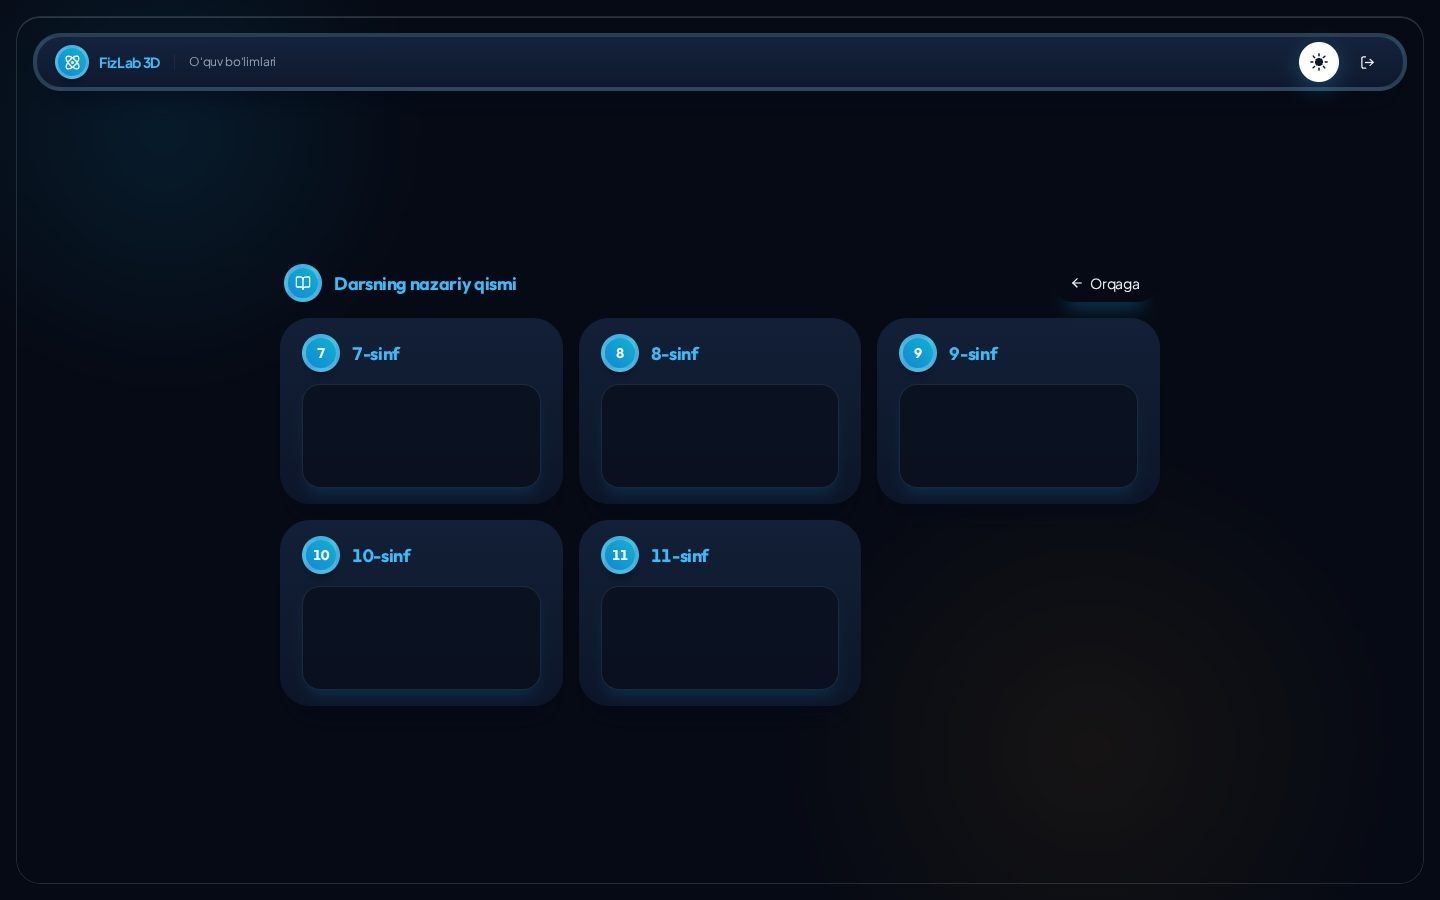 FizLab 3D
O'quv bo'limlari
Darsning nazariy qismi
Orqaga
7
7-sinf
8
8-sinf
9
9-sinf
10
10-sinf
11
11-sinf